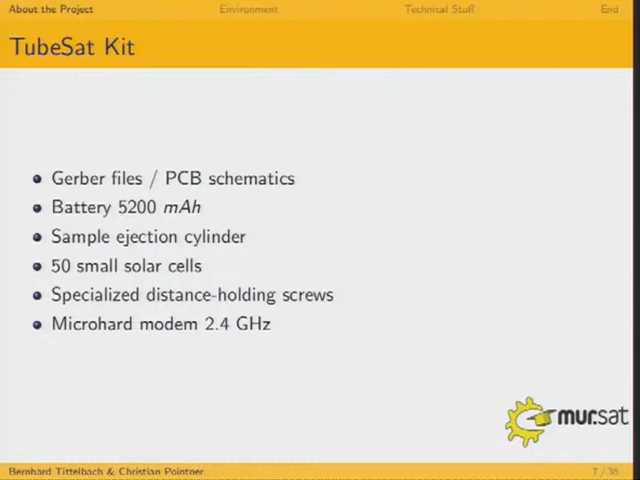 About the Project Environment Technical Stuff End
TubeSat Kit
Gerber files / PCB schematics
Battery 5200 mAh
Sample ejection cylinder
50 small solar cells
Specialized distance-holding screws
Microhard modem 2.4 GHz
mur.sat
Bernhard Tittelbach & Christian Pointner 7 / 36